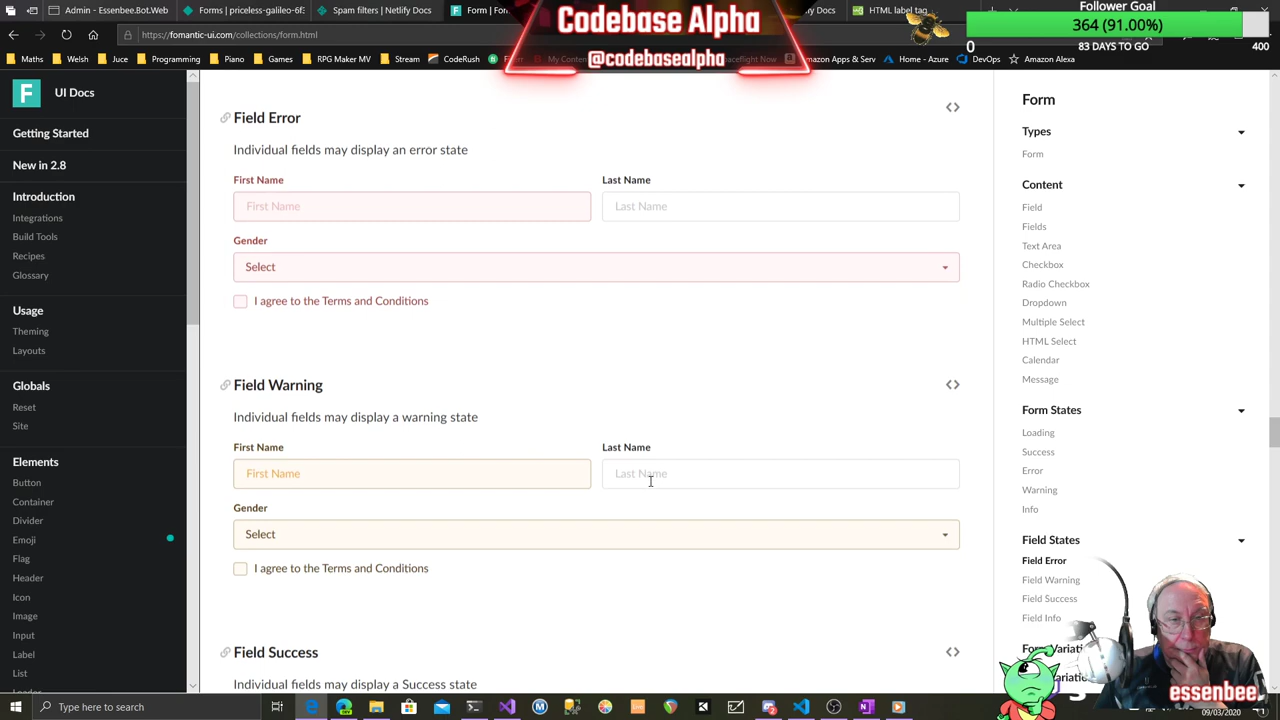 Admin - Essenbee.Bot.Web
Forms | priceless-galileo-6f3
Spam filters | Netlify Docs
Form | Fom
HTML label tag
Codebase Alpha
@codebasealpha
Follower Goal
364 (91.00%)
0
83 DAYS TO GO
400
https://fomantic-ui.com/collections/form.html
Maths
Welsh
Juce
Programming
Piano
Games
RPG Maker MV
Stream
CodeRush
My Content
Spaceflight Now
Amazon Apps & Serv
Home - Azure
DevOps
Amazon Alexa
F
UI Docs
Getting Started
New in 2.8
Introduction
Integrations
Build Tools
Recipes
Glossary
Usage
Theming
Layouts
Globals
Reset
Site
Elements
Button
Container
Divider
Emoji
Flag
Header
Icon
Image
Input
Label
List
Loader
Field Error
Individual fields may display an error state
First Name
Last Name
First Name
Last Name
Gender
Select
I agree to the Terms and Conditions
Field Warning
Individual fields may display a warning state
First Name
Last Name
First Name
Last Name
Gender
Select
I agree to the Terms and Conditions
Field Success
Individual fields may display a Success state
Form
Types
Form
Content
Field
Fields
Text Area
Checkbox
Radio Checkbox
Dropdown
Multiple Select
HTML Select
Calendar
Message
Form States
Loading
Success
Error
Warning
Info
Field States
Field Error
Field Warning
Field Success
Field Info
essenbee.
Type here to search
09/03/2020